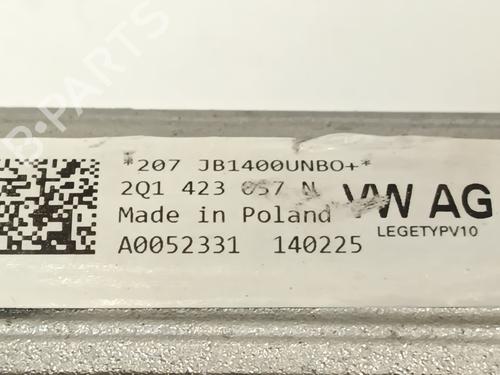 *207 JB1400UNBO+*
2Q1 423 057 N
VW AG
Made in Poland
LEGETYPV10
A0052331 140225
B-PARTS